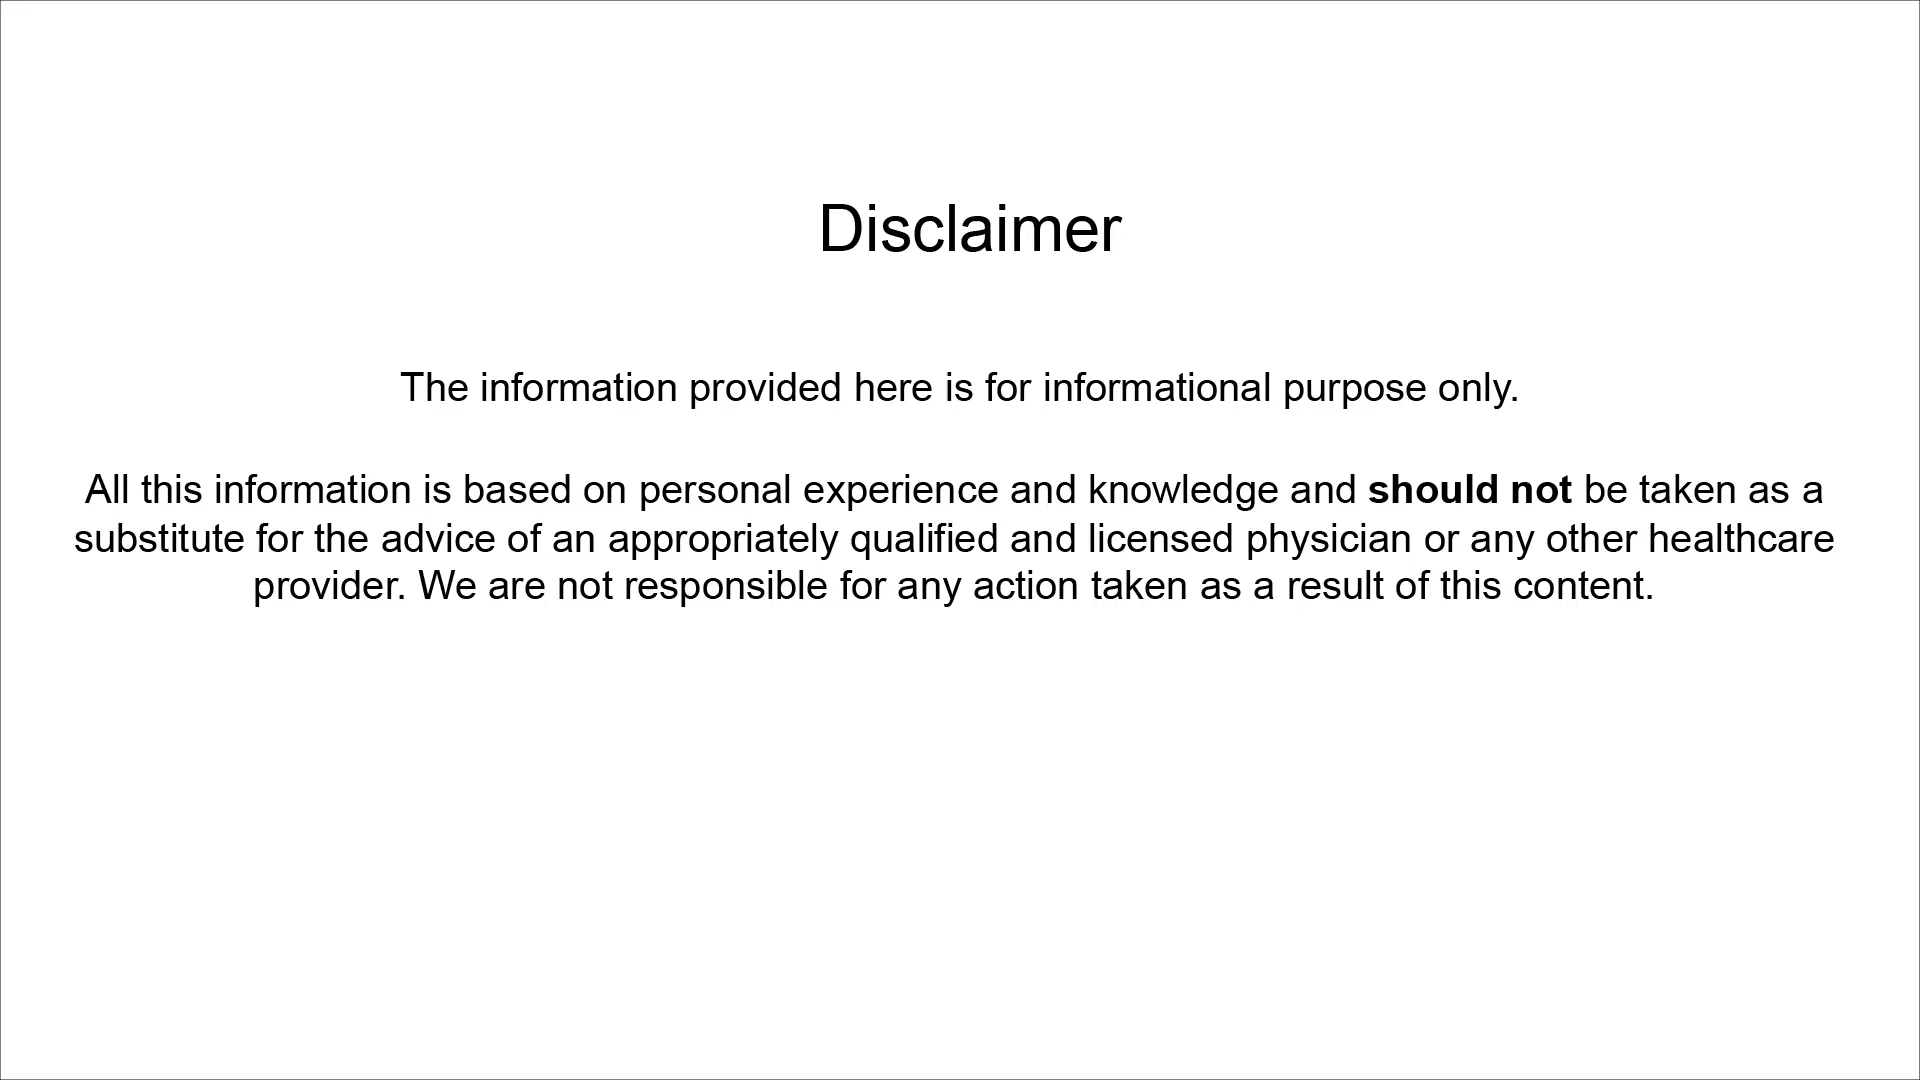 Disclaimer
The information provided here is for informational purpose only.
All this information is based on personal experience and knowledge and should not be taken as a
substitute for the advice of an appropriately qualified and licensed physician or any other healthcare
provider. We are not responsible for any action taken as a result of this content.